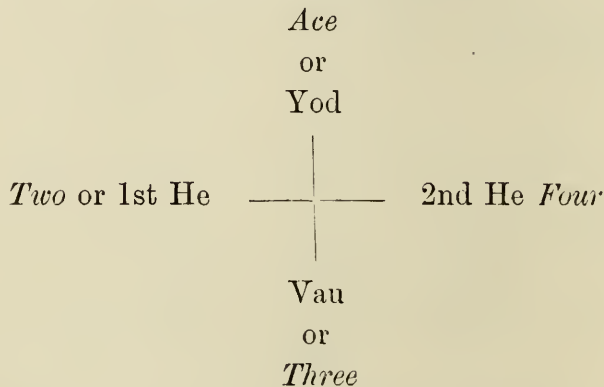 Ace
or
Yod
Two or 1st He
2nd He Four
Vau
or
Three